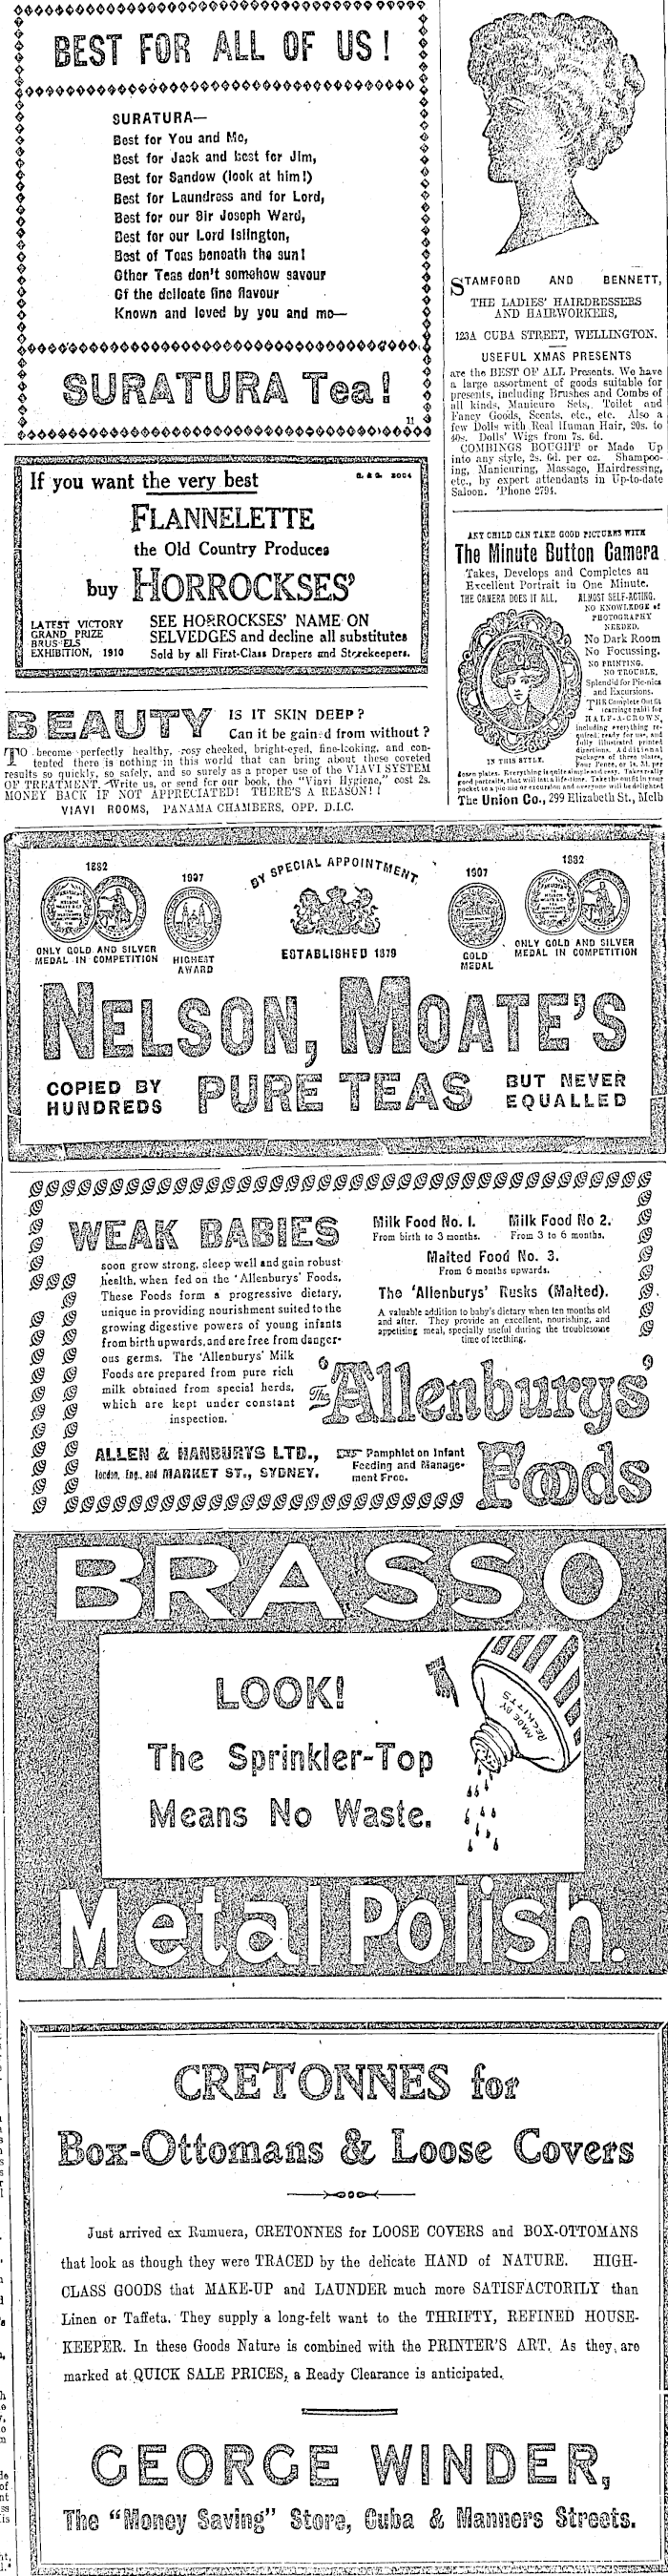 BEST FOR ALL OF US!
SURATURA—
Best for You and Me,
Best for Jack and best for Jim,
Best for Sandow (look at him!)
Best for Laundress and for Lord,
Best for our Sir Joseph Ward,
Best for our Lord Islington,
Best of Teas beneath the sun!
Other Teas don't somehow savour
Of the delicate fine flavour
Known and loved by you and me—
SURATURA Tea!
11
If you want the very best
FLANNELETTE
the Old Country Produces
buy HORROCKSES'
LATEST VICTORY
GRAND PRIZE
BRUSSELS
EXHIBITION, 1910
SEE HORROCKSES' NAME ON
SELVEDGES and decline all substitutes
Sold by all First-Class Drapers and Storekeepers.
BEAUTY IS IT SKIN DEEP?
Can it be gained from without?
TO become perfectly healthy, rosy cheeked, bright-eyed, fine-looking, and con-
tented there is nothing in this world that can bring about these coveted
results so quickly, so safely, and so surely as a proper use of the VIAVI SYSTEM
OF TREATMENT. Write us, or send for our book, the "Viavi Hygiene," cost 2s.
MONEY BACK IF NOT APPRECIATED! THERE'S A REASON!!
VIAVI ROOMS, PANAMA CHAMBERS, OPP. D.I.C.
STAMFORD AND BENNETT,
THE LADIES' HAIRDRESSERS
AND HAIRWORKERS,
123A CUBA STREET, WELLINGTON.
USEFUL XMAS PRESENTS
are the BEST OF ALL Presents. We have
a large assortment of goods suitable for
presents, including Brushes and Combs of
all kinds, Manicure Sets, Toilet and
Fancy Goods, Scents, etc., etc. Also a
few Dolls with Real Human Hair, 20s. to
40s. Dolls' Wigs from 7s. 6d.
COMBINGS BOUGHT or Made Up
into any style, 2s. 6d. per oz. Shampoo-
ing, Manicuring, Massage, Hairdressing,
etc., by expert attendants in Up-to-date
Saloon. 'Phone 2794.
ANY CHILD CAN TAKE GOOD PICTURES WITH
The Minute Button Camera
Takes, Develops and Completes an
Excellent Portrait in One Minute.
THE CAMERA DOES IT ALL. ALMOST SELF-ACTING.
NO KNOWLEDGE of
PHOTOGRAPHY
NEEDED.
No Dark Room
No Focussing.
NO PRINTING.
NO TROUBLE.
Splendid for Pic-nics
and Excursions.
THE Complete Outfit
(carriage paid) for
HALF-A-CROWN,
including everything re-
quired, ready for use, and
fully illustrated printed
directions. Additional
packages of three plates,
IN THIS STYLE.
The Union Co., 299 Elizabeth St., Melb
1882
ONLY GOLD AND SILVER
MEDAL IN COMPETITION
1907
HIGHEST
AWARD
BY SPECIAL APPOINTMENT
ESTABLISHED 1879
1907
GOLD
MEDAL
1882
ONLY GOLD AND SILVER
MEDAL IN COMPETITION
NELSON, MOATE'S
COPIED BY
HUNDREDS
PURE TEAS
BUT NEVER
EQUALLED
WEAK BABIES
soon grow strong, sleep well and gain robust
health, when fed on the 'Allenburys' Foods.
These Foods form a progressive dietary,
unique in providing nourishment suited to the
growing digestive powers of young infants
from birth upwards, and are free from danger-
ous germs. The 'Allenburys' Milk
Foods are prepared from pure rich
milk obtained from special herds,
which are kept under constant
inspection.
Milk Food No. 1.
From birth to 3 months.
Milk Food No 2.
From 3 to 6 months.
Malted Food No. 3.
From 6 months upwards.
The 'Allenburys' Rusks (Malted).
A valuable addition to baby's dietary when ten months old
and after. They provide an excellent, nourishing, and
appetising meal, specially useful during the troublesome
time of teething.
The 'Allenburys' Foods
ALLEN & HANBURYS LTD.,
London, Eng., and MARKET ST., SYDNEY.
Pamphlet on Infant
Feeding and Manage-
ment Free.
BRASSO
LOOK!
The Sprinkler-Top
Means No Waste.
MADE BY
RECKITTS
Metal Polish.
CRETONNES for
Box-Ottomans & Loose Covers
Just arrived ex Remuera, CRETONNES for LOOSE COVERS and BOX-OTTOMANS
that look as though they were TRACED by the delicate HAND of NATURE. HIGH-
CLASS GOODS that MAKE-UP and LAUNDER much more SATISFACTORILY than
Linen or Taffeta. They supply a long-felt want to the THRIFTY, REFINED HOUSE-
KEEPER. In these Goods Nature is combined with the PRINTER'S ART. As they are
marked at QUICK SALE PRICES, a Ready Clearance is anticipated.
GEORGE WINDER,
The "Money Saving" Store, Cuba & Manners Streets.